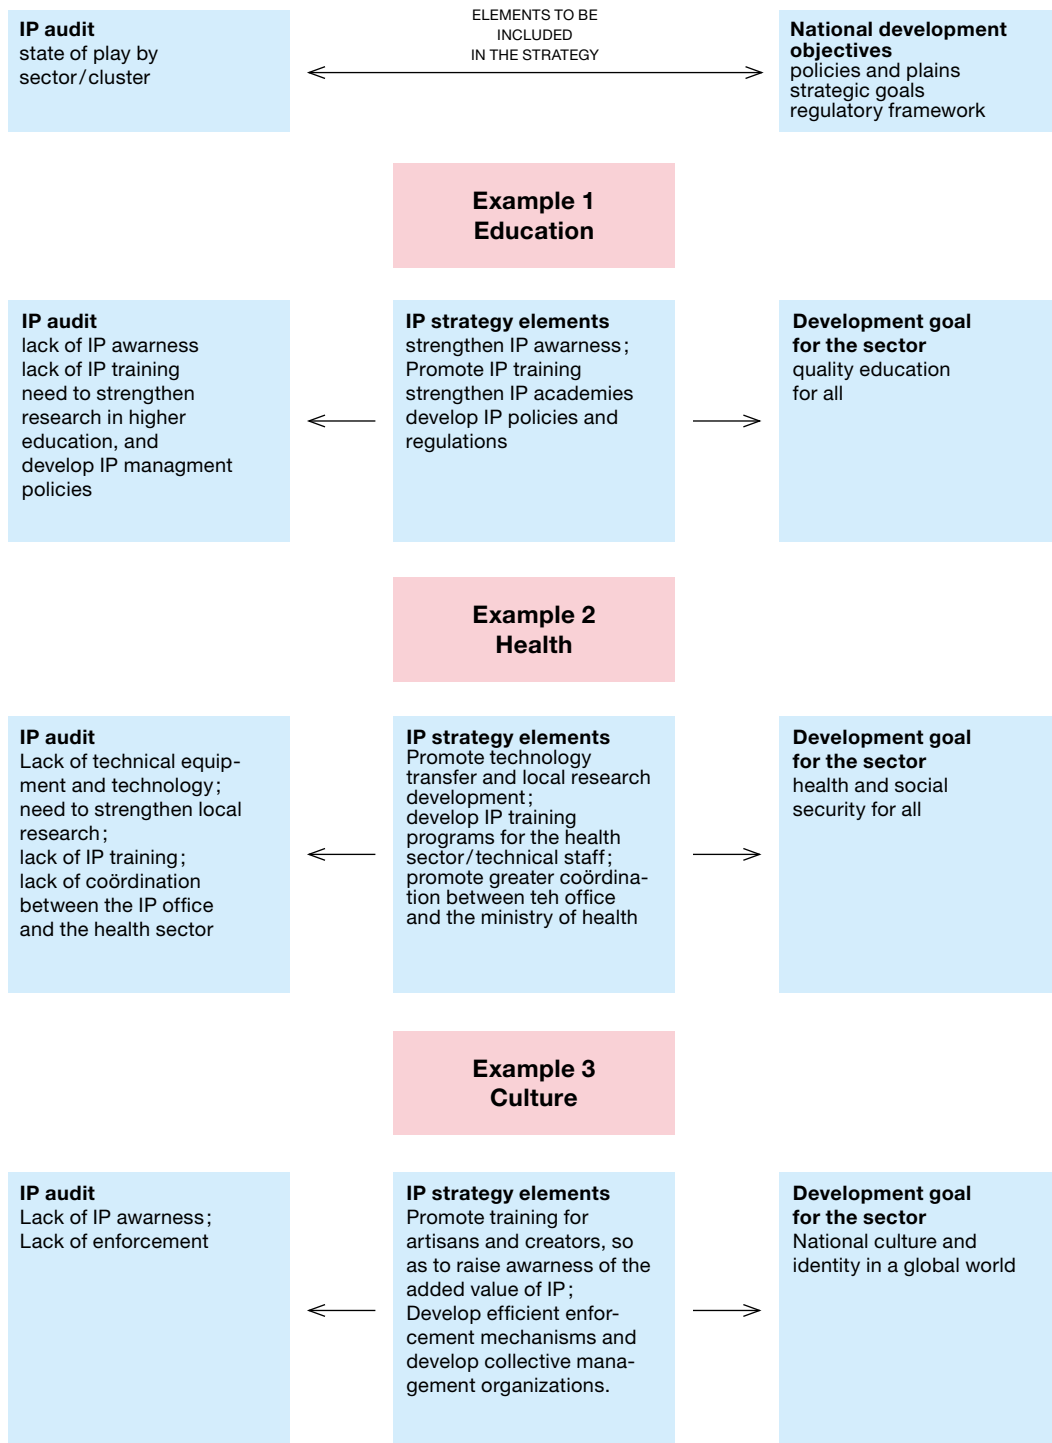 IP audit
state of play by
sector/cluster
ELEMENTS TO BE
INCLUDED
IN THE STRATEGY
National development
objectives
policies and plains
strategic goals
regulatory framework
Example 1
Education
IP audit
lack of IP awarness
lack of IP training
need to strengthen
research in higher
education, and
develop IP managment
policies
IP strategy elements
strengthen IP awarness;
Promote IP training
strengthen IP academies
develop IP policies and
regulations
Development goal
for the sector
quality education
for all
Example 2
Health
IP audit
Lack of technical equip-
ment and technology;
need to strengthen local
research;
lack of IP training;
lack of coördination
between the IP office
and the health sector
IP strategy elements
Promote technology
transfer and local research
development;
develop IP training
programs for the health
sector/technical staff;
promote greater coördina-
tion between teh office
and the ministry of health
Development goal
for the sector
health and social
security for all
Example 3
Culture
IP audit
Lack of IP awarness;
Lack of enforcement
IP strategy elements
Promote training for
artisans and creators, so
as to raise awarness of the
added value of IP;
Develop efficient enfor-
cement mechanisms and
develop collective mana-
gement organizations.
Development goal
for the sector
National culture and
identity in a global world